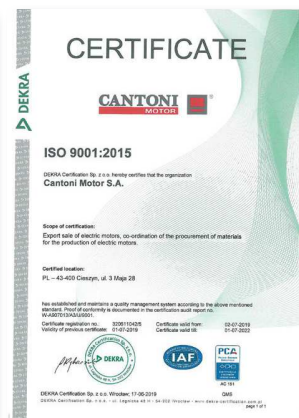 CERTIFICATE
DEKRA
CANTONI
MOTOR
ISO 9001:2015
DEKRA Certification Sp. z o.o. hereby certifies that the organization
Cantoni Motor S.A.
Scope of certification:
Export sale of electric motors, co-ordination of the procurement of materials
for the production of electric motors.
Certified location:
PL – 43-400 Cieszyn, ul. 3 Maja 28
has established and maintains a quality management system according to the above mentioned
standard. Proof of conformity is documented in the certification audit report no.
Certificate registration no.:
Certificate valid from: 02-07-2019
Validity of previous certificate: 01-07-2019
Certificate valid till: 01-07-2022
DEKRA
IAF
PCA
AC 151
DEKRA Certification Sp. z o.o. Wrocław; 17-06-2019
QMS
page 1 of 1